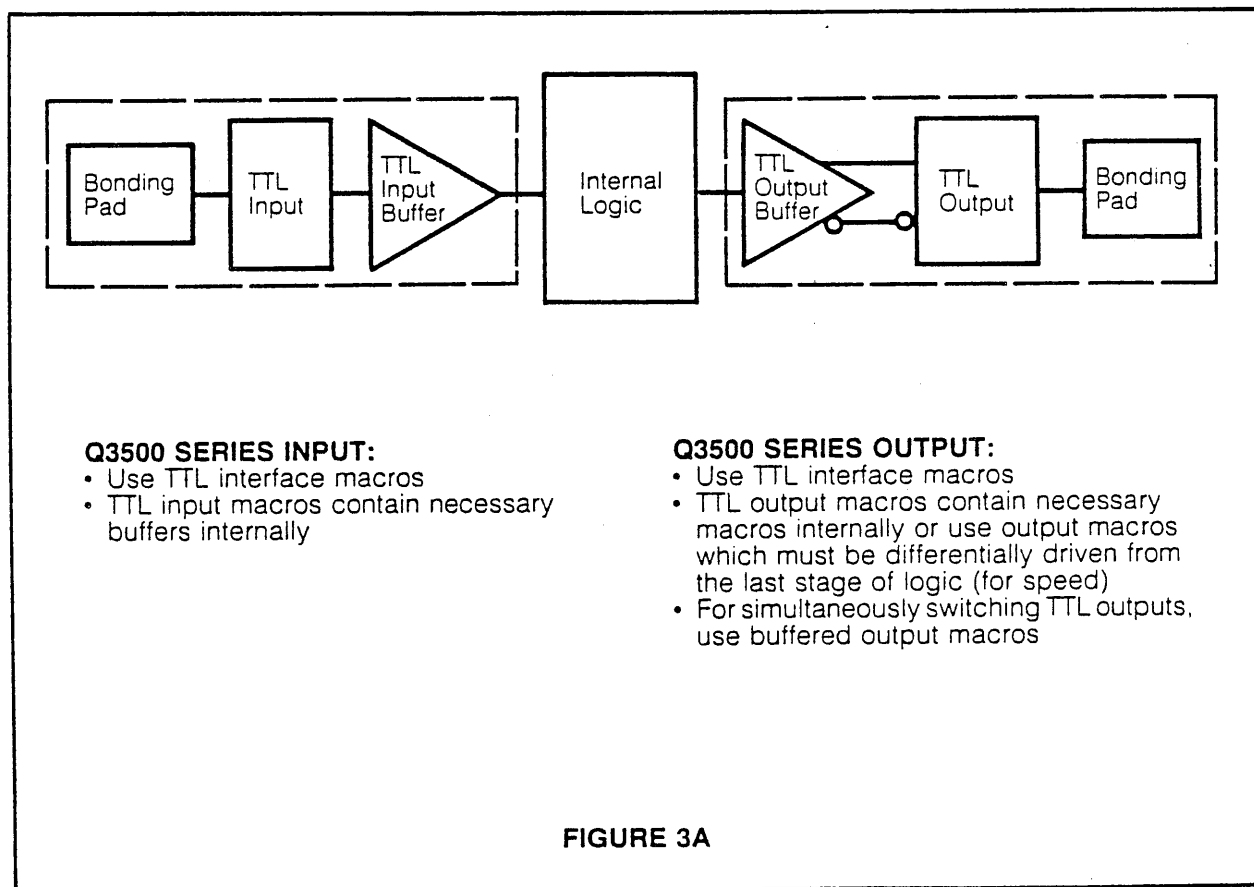 Bonding
Pad
TTL
Input
TTL
Input
Buffer
Internal
Logic
TTL
Output
Buffer
TTL
Output
Bonding
Pad
Q3500 SERIES INPUT:
• Use TTL interface macros
• TTL input macros contain necessary
buffers internally
Q3500 SERIES OUTPUT:
• Use TTL interface macros
• TTL output macros contain necessary
macros internally or use output macros
which must be differentially driven from
the last stage of logic (for speed)
• For simultaneously switching TTL outputs,
use buffered output macros
FIGURE 3A